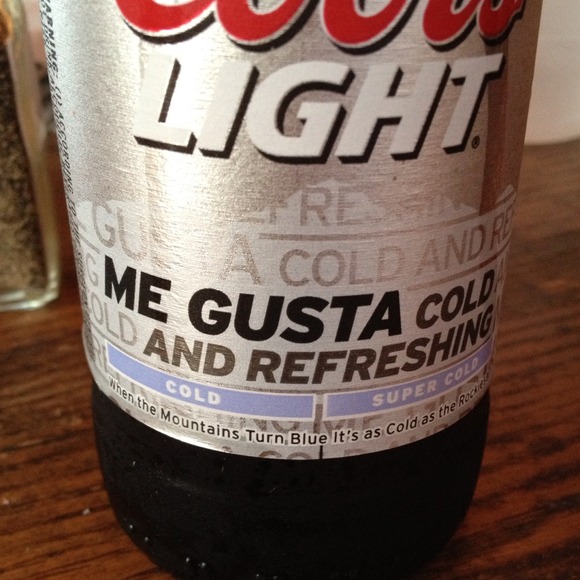 Coors
LIGHT®
ME GUSTA COLD
AND REFRESHING
COLD
SUPER COLD
When the Mountains Turn Blue It's as Cold as the Rockies